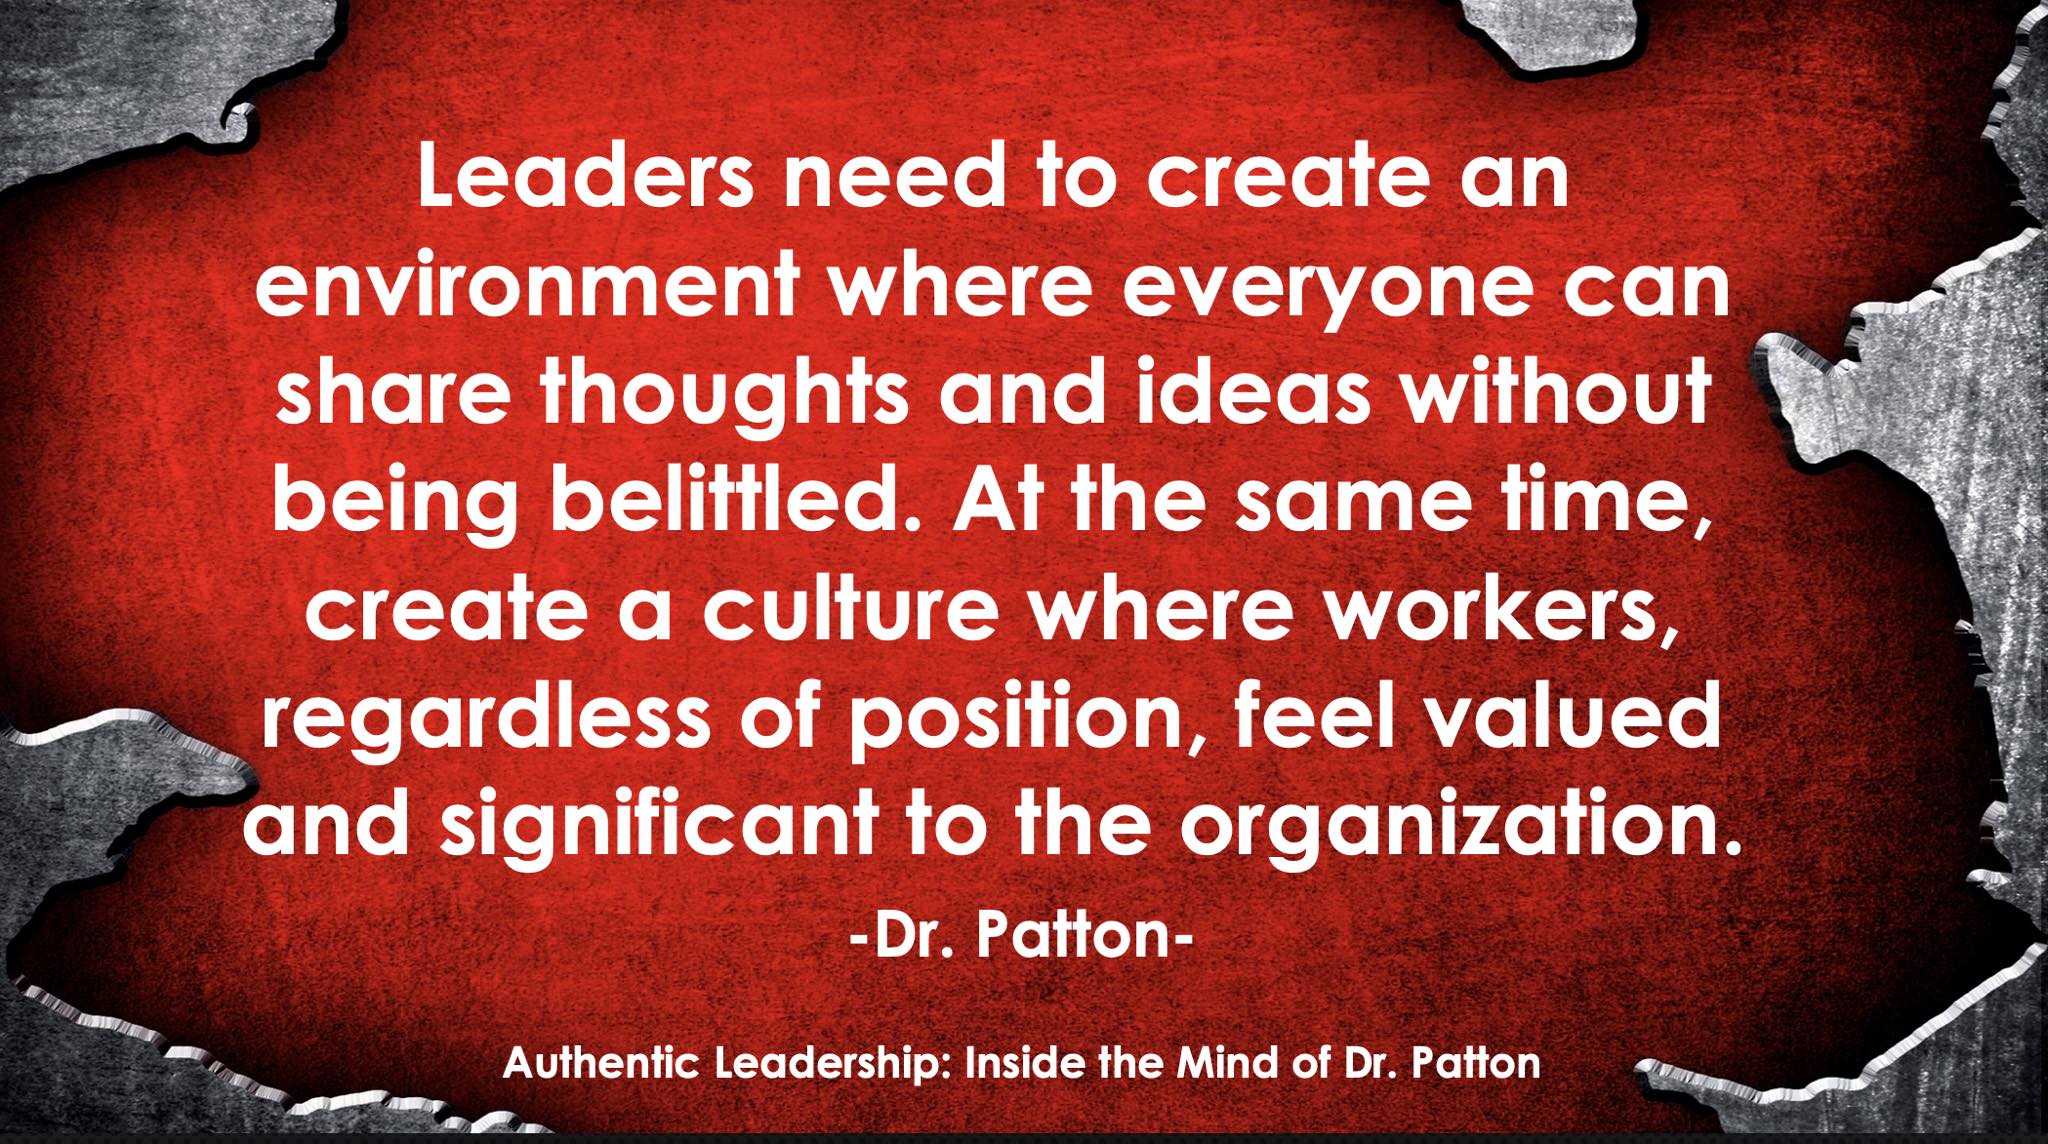 Leaders need to create an
environment where everyone can
share thoughts and ideas without
being belittled. At the same time,
create a culture where workers,
regardless of position, feel valued
and significant to the organization.
-Dr. Patton-
Authentic Leadership: Inside the Mind of Dr. Patton